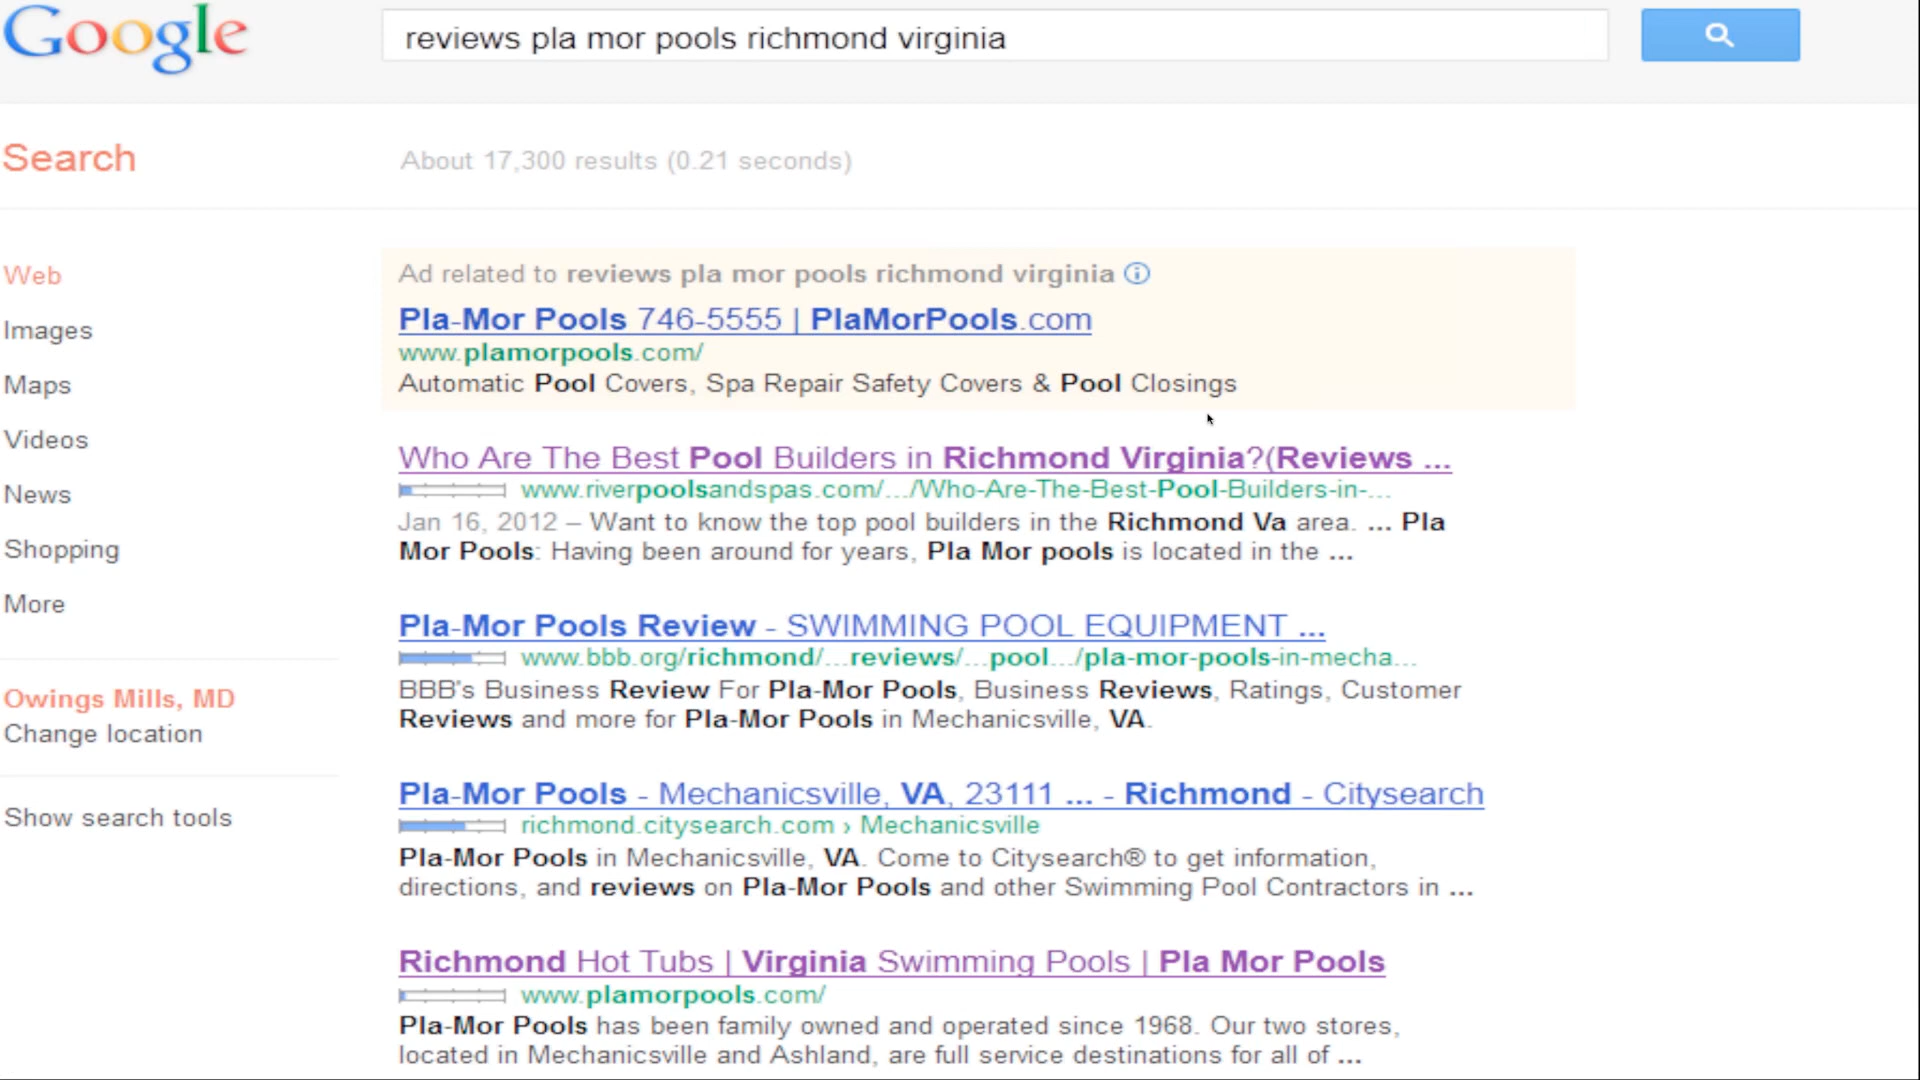 Google
reviews pla mor pools richmond virginia
Search
About 17,300 results (0.21 seconds)
Web
Images
Maps
Videos
News
Shopping
More
Owings Mills, MD
Change location
Show search tools
Ad related to reviews pla mor pools richmond virginia
Pla-Mor Pools 746-5555 | PlaMorPools.com
www.plamorpools.com/
Automatic Pool Covers, Spa Repair Safety Covers & Pool Closings
Who Are The Best Pool Builders in Richmond Virginia?(Reviews ...
www.riverpoolsandspas.com/.../Who-Are-The-Best-Pool-Builders-in-...
Jan 16, 2012 – Want to know the top pool builders in the Richmond Va area. ... Pla
Mor Pools: Having been around for years, Pla Mor pools is located in the ...
Pla-Mor Pools Review - SWIMMING POOL EQUIPMENT ...
www.bbb.org/richmond/...reviews/...pool.../pla-mor-pools-in-mecha...
BBB's Business Review For Pla-Mor Pools, Business Reviews, Ratings, Customer
Reviews and more for Pla-Mor Pools in Mechanicsville, VA.
Pla-Mor Pools - Mechanicsville, VA, 23111 ... - Richmond - Citysearch
richmond.citysearch.com › Mechanicsville
Pla-Mor Pools in Mechanicsville, VA. Come to Citysearch® to get information,
directions, and reviews on Pla-Mor Pools and other Swimming Pool Contractors in ...
Richmond Hot Tubs | Virginia Swimming Pools | Pla Mor Pools
www.plamorpools.com/
Pla-Mor Pools has been family owned and operated since 1968. Our two stores,
located in Mechanicsville and Ashland, are full service destinations for all of ...